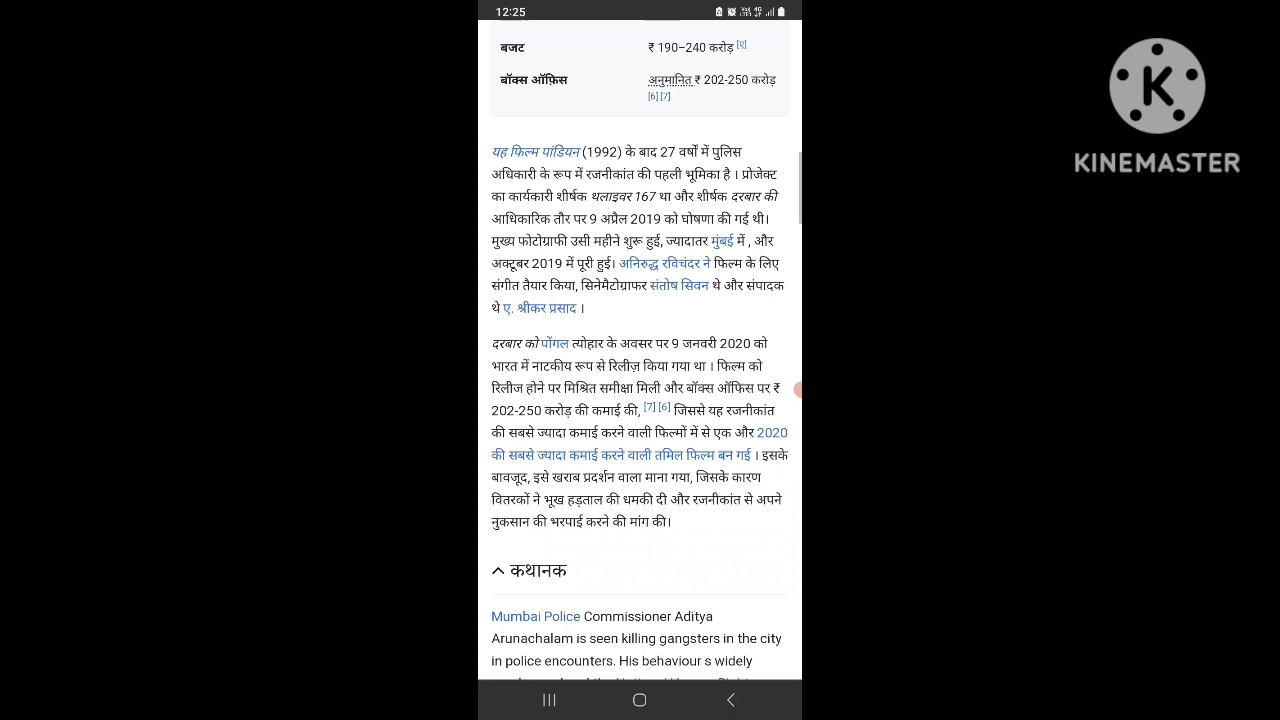 12:25
बजट ₹ 190–240 करोड़ [ए]
बॉक्स ऑफ़िस अनुमानित ₹ 202-250 करोड़
[6] [7]
यह फिल्म पांडियन (1992) के बाद 27 वर्षों में पुलिस
अधिकारी के रूप में रजनीकांत की पहली भूमिका है । प्रोजेक्ट
का कार्यकारी शीर्षक थलाइवर 167 था और शीर्षक दरबार की
आधिकारिक तौर पर 9 अप्रैल 2019 को घोषणा की गई थी।
मुख्य फोटोग्राफी उसी महीने शुरू हुई, ज्यादातर मुंबई में , और
अक्टूबर 2019 में पूरी हुई। अनिरुद्ध रविचंदर ने फिल्म के लिए
संगीत तैयार किया, सिनेमैटोग्राफर संतोष सिवन थे और संपादक
थे ए. श्रीकर प्रसाद ।
दरबार को पोंगल त्योहार के अवसर पर 9 जनवरी 2020 को
भारत में नाटकीय रूप से रिलीज़ किया गया था । फिल्म को
रिलीज होने पर मिश्रित समीक्षा मिली और बॉक्स ऑफिस पर ₹
202-250 करोड़ की कमाई की, [7] [6] जिससे यह रजनीकांत
की सबसे ज्यादा कमाई करने वाली फिल्मों में से एक और 2020
की सबसे ज्यादा कमाई करने वाली तमिल फिल्म बन गई । इसके
बावजूद, इसे खराब प्रदर्शन वाला माना गया, जिसके कारण
वितरकों ने भूख हड़ताल की धमकी दी और रजनीकांत से अपने
नुकसान की भरपाई करने की मांग की।
कथानक
Mumbai Police Commissioner Aditya
Arunachalam is seen killing gangsters in the city
in police encounters. His behaviour s widely
K
KINEMASTER